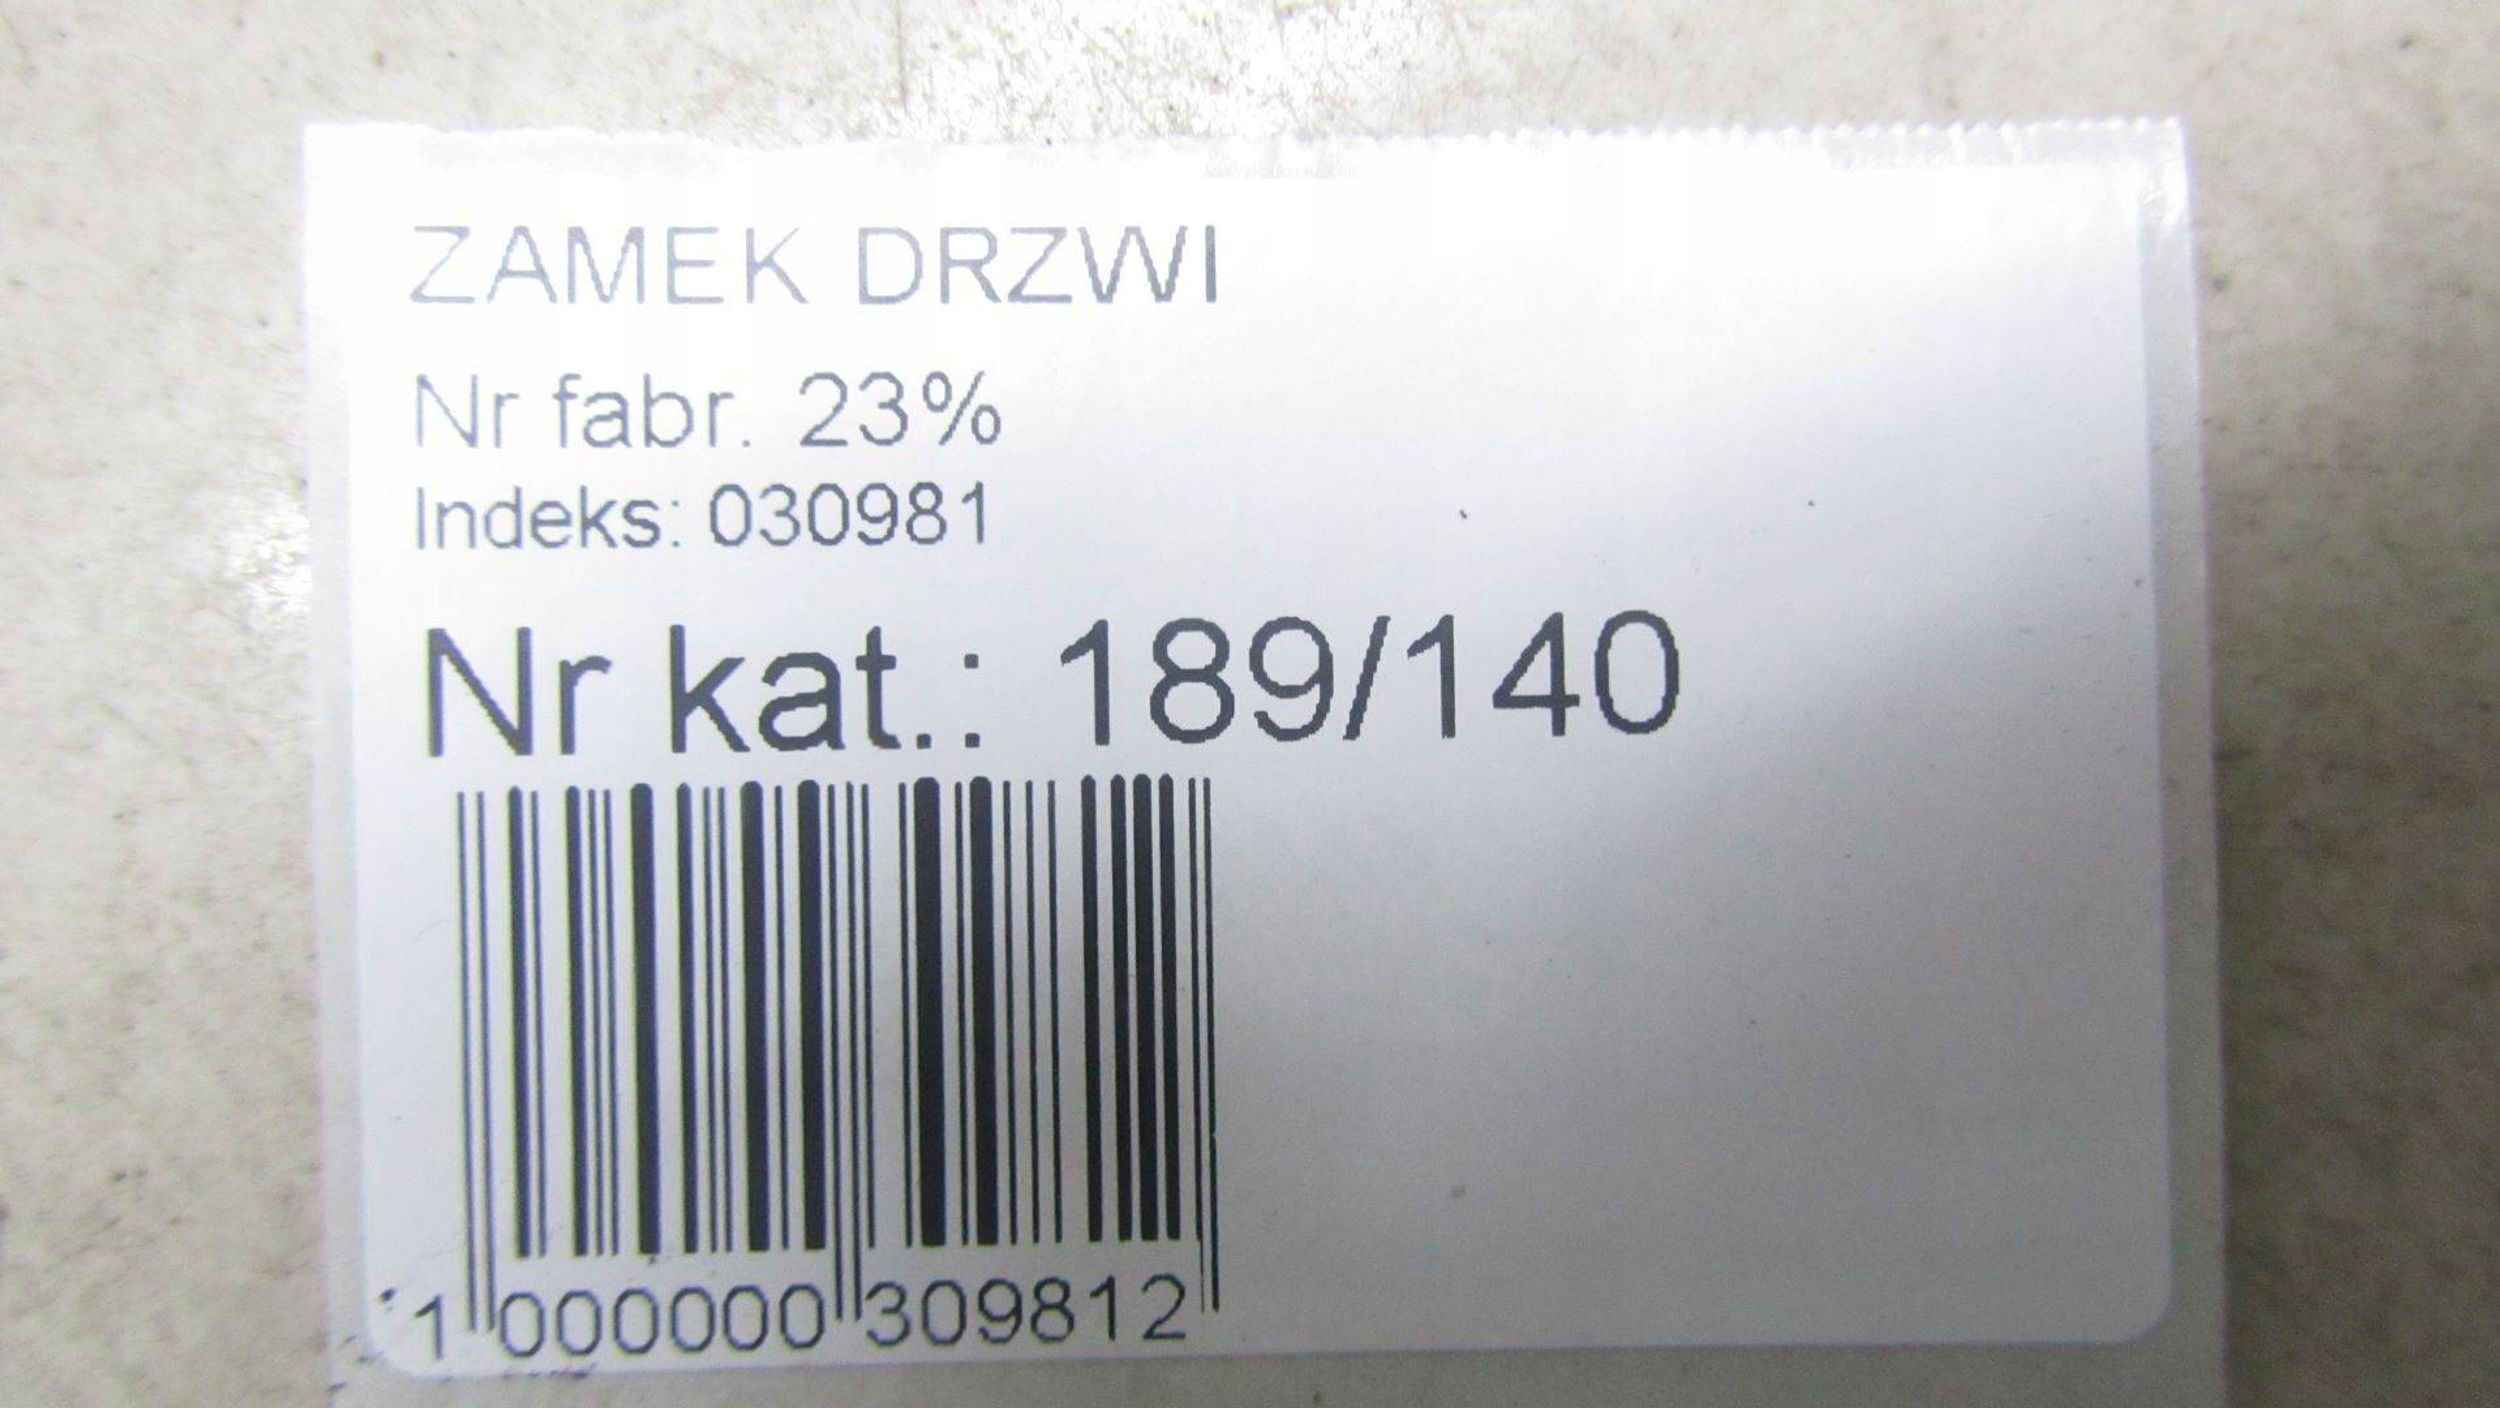 ZAMEK DRZWI
Nr fabr. 23%
Indeks: 030981
Nr kat.: 189/140
1 000000 309812